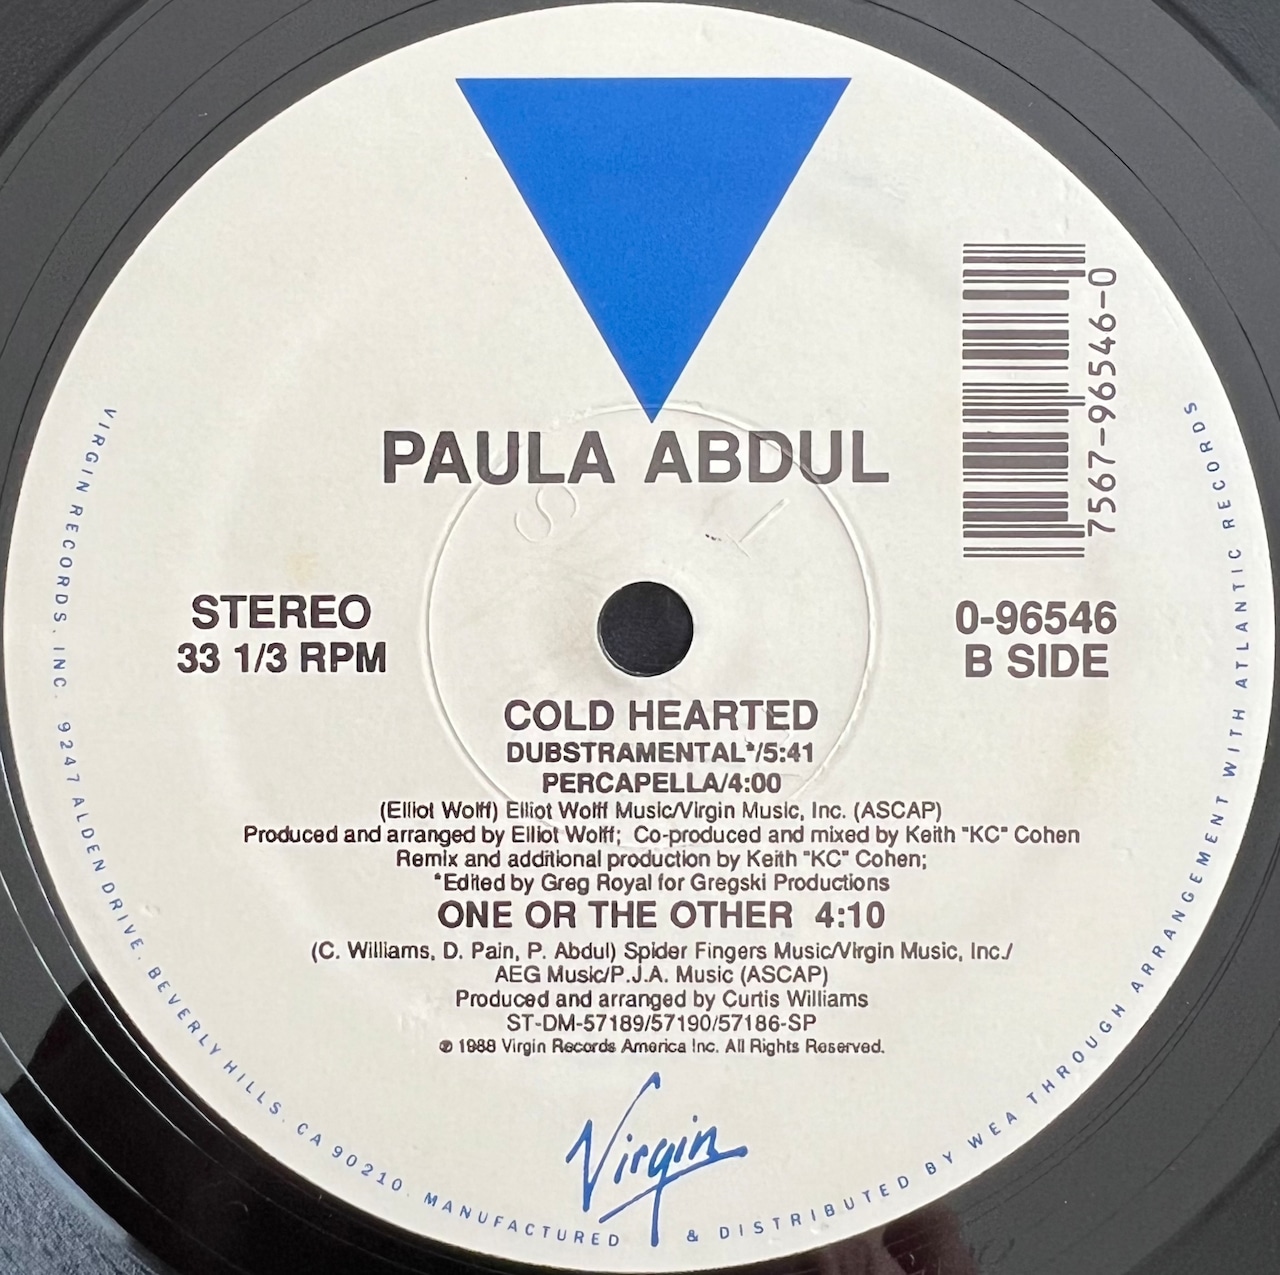 PAULA ABDUL
7567-96546-0
STEREO
33 1/3 RPM
0-96546
B SIDE
COLD HEARTED
DUBSTRAMENTAL*/5:41
PERCAPELLA/4:00
(Elliot Wolff) Elliot Wolff Music/Virgin Music, Inc. (ASCAP)
Produced and arranged by Elliot Wolff; Co-produced and mixed by Keith "KC" Cohen
Remix and additional production by Keith "KC" Cohen;
*Edited by Greg Royal for Gregski Productions
ONE OR THE OTHER 4:10
(C. Williams, D. Pain, P. Abdul) Spider Fingers Music/Virgin Music, Inc./
AEG Music/P.J.A. Music (ASCAP)
Produced and arranged by Curtis Williams
ST-DM-57189/57190/57186-SP
℗ 1988 Virgin Records America Inc. All Rights Reserved.
Virgin
VIRGIN RECORDS, INC. 9247 ALDEN DRIVE, BEVERLY HILLS, CA 90210. MANUFACTURED & DISTRIBUTED BY WEA THROUGH ARRANGEMENT WITH ATLANTIC RECORDS